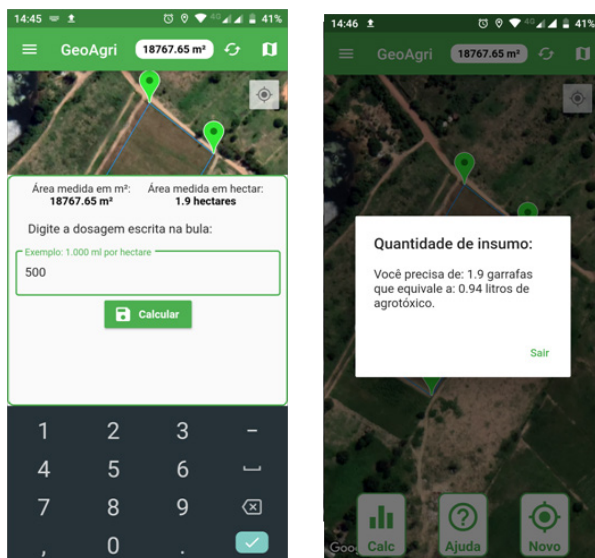 14:45
4G
41%
GeoAgri
18767.65 m²
Área medida em m²:
18767.65 m²
Área medida em hectar:
1.9 hectares
Digite a dosagem escrita na bula:
Exemplo: 1.000 ml por hectare
500
Calcular
1 2 3 –
4 5 6
7 8 9
, 0 .
14:46
4G
41%
GeoAgri
18767.65 m²
Quantidade de insumo:
Você precisa de: 1.9 garrafas
que equivale a: 0.94 litros de
agrotóxico.
Sair
Goo
Calc
Ajuda
Novo